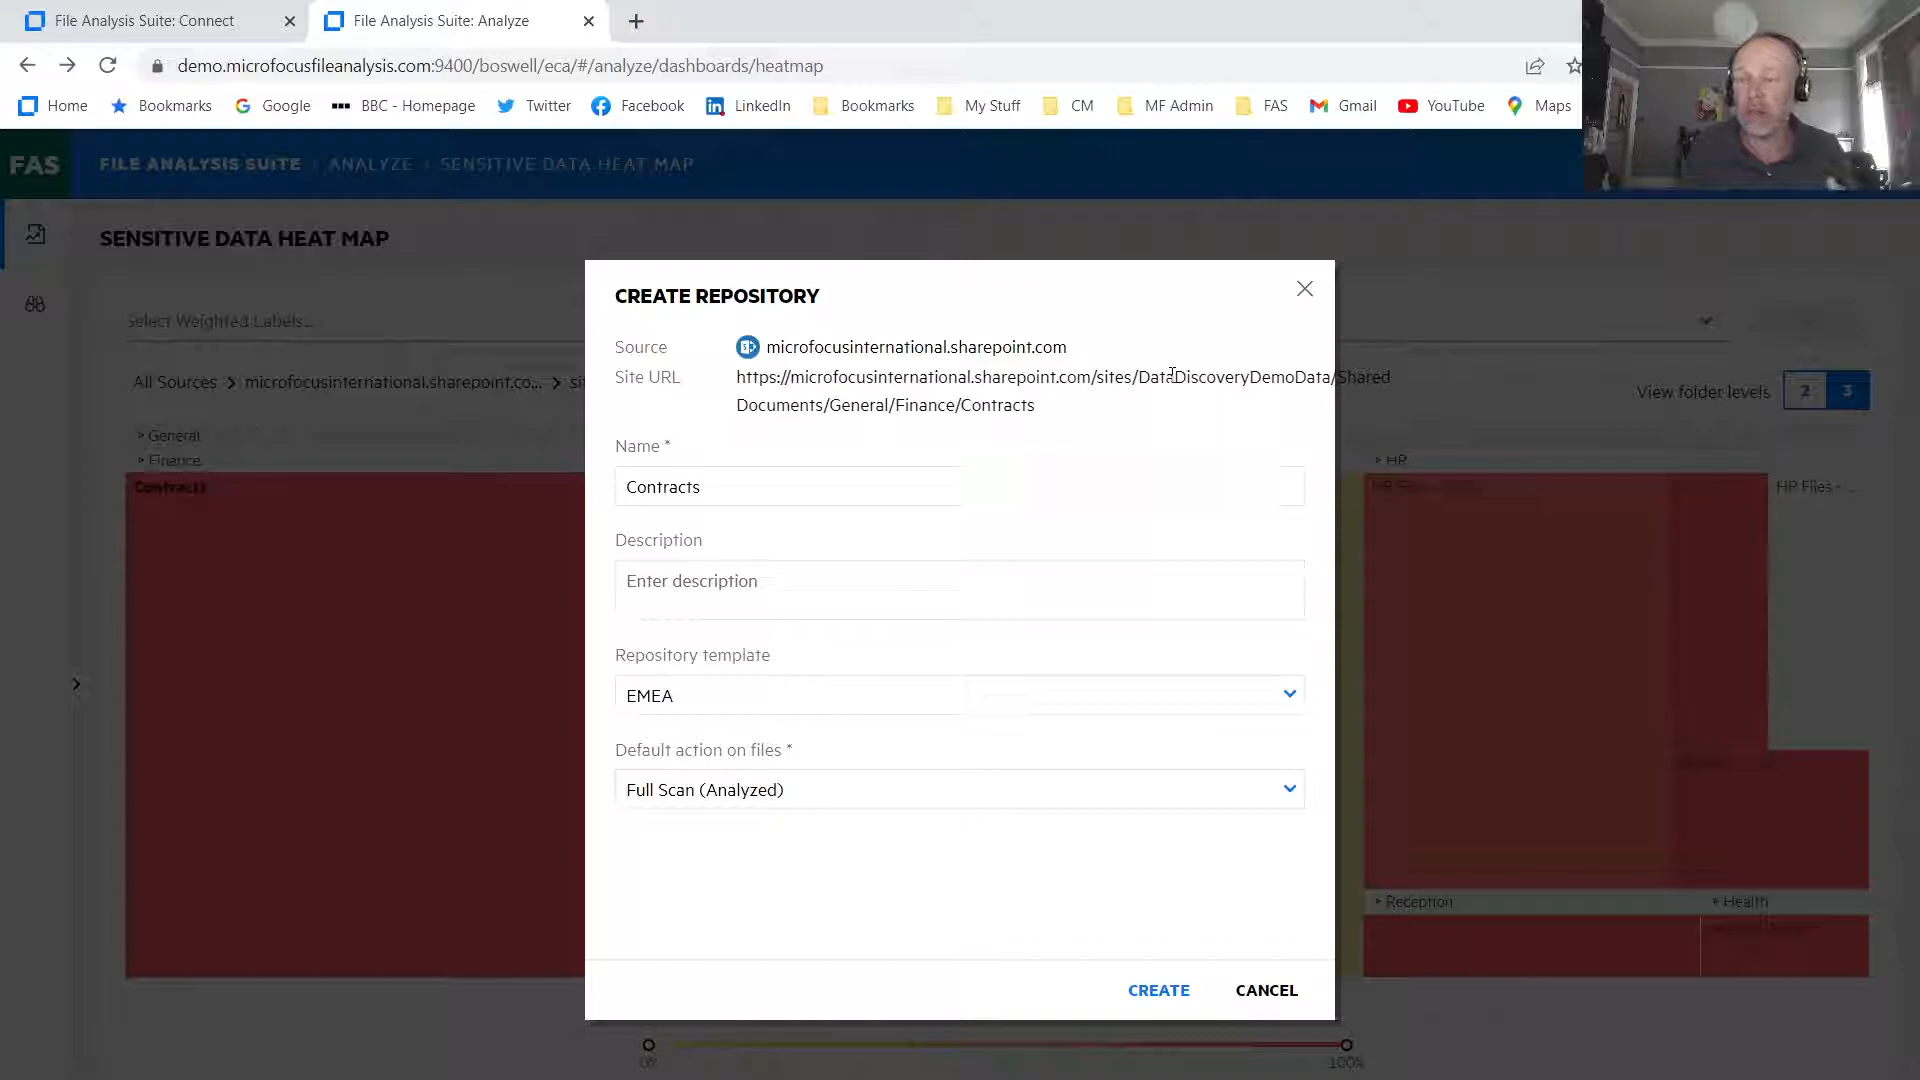 File Analysis Suite: Connect
File Analysis Suite: Analyze
demo.microfocusfileanalysis.com:9400/boswell/eca/#/analyze/dashboards/heatmap
Home Bookmarks Google BBC - Homepage Twitter Facebook LinkedIn Bookmarks My Stuff CM MF Admin FAS Gmail YouTube Maps
FAS FILE ANALYSIS SUITE ANALYZE SENSITIVE DATA HEAT MAP
SENSITIVE DATA HEAT MAP
Select Weighted Labels...
All Sources > microfocusinternational.sharepoint.co... > si
View folder levels 2 3
General
Finance
HR
Contracts
HR Files - ...
Reception
Health
CREATE REPOSITORY
Source microfocusinternational.sharepoint.com
Site URL https://microfocusinternational.sharepoint.com/sites/DataDiscoveryDemoData/Shared
Documents/General/Finance/Contracts
Name *
Contracts
Description
Enter description
Repository template
EMEA
Default action on files *
Full Scan (Analyzed)
CREATE CANCEL
0% 100%